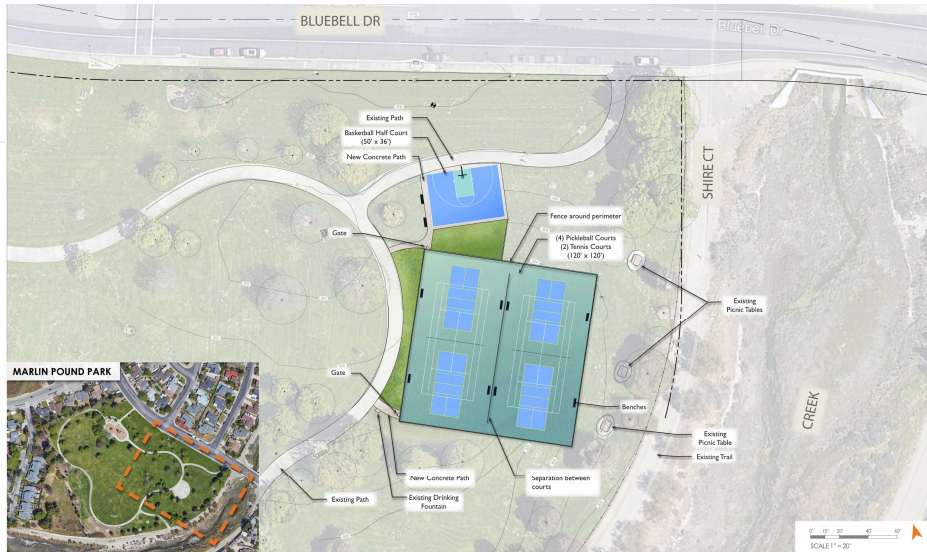 BLUEBELL DR
Bluebell Dr
Existing Path
Basketball Half Court
(50' x 36')
New Concrete Path
SHIRE CT
Fence around perimeter
Gate
(4) Pickleball Courts
(2) Tennis Courts
(120' x 120')
Existing
Picnic Tables
MARLIN POUND PARK
Gate
Benches
CREEK
Existing
Picnic Table
Existing Trail
New Concrete Path
Separation between
courts
Existing Path
Existing Drinking
Fountain
0' 10' 20' 40' 60'
SCALE 1" = 20'